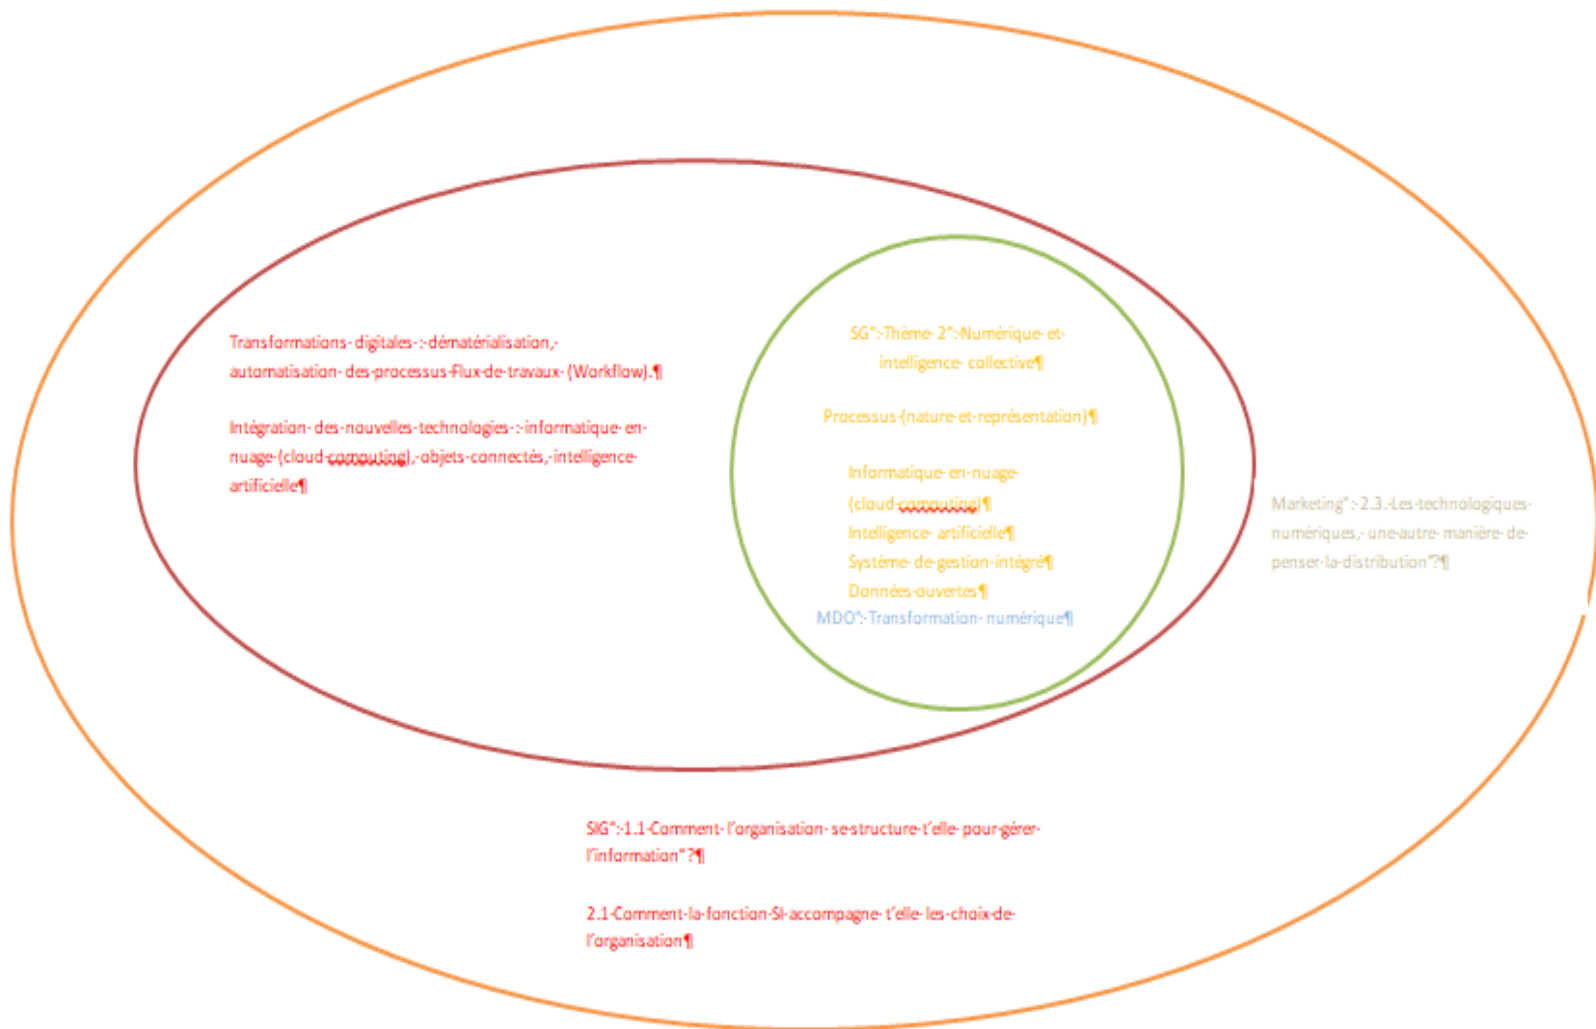 Transformations digitales : dématérialisation,
automatisation des processus Flux de travaux (Workflow).¶
Intégration des nouvelles technologies : informatique en
nuage (cloud computing), objets connectés, intelligence
artificielle¶
SG° : Thème 2° : Numérique et
intelligence collective¶
Processus (nature et représentation)¶
Informatique en nuage
(cloud computing)¶
Intelligence artificielle¶
Système de gestion intégré¶
Données ouvertes¶
MDO° : Transformation numérique¶
Marketing° : 2.3. Les technologiques
numériques, une autre manière de
penser la distribution°?¶
SIG° : 1.1 Comment l'organisation se structure t'elle pour gérer
l'information°?¶
2.1 Comment la fonction SI accompagne t'elle les choix de
l'organisation¶